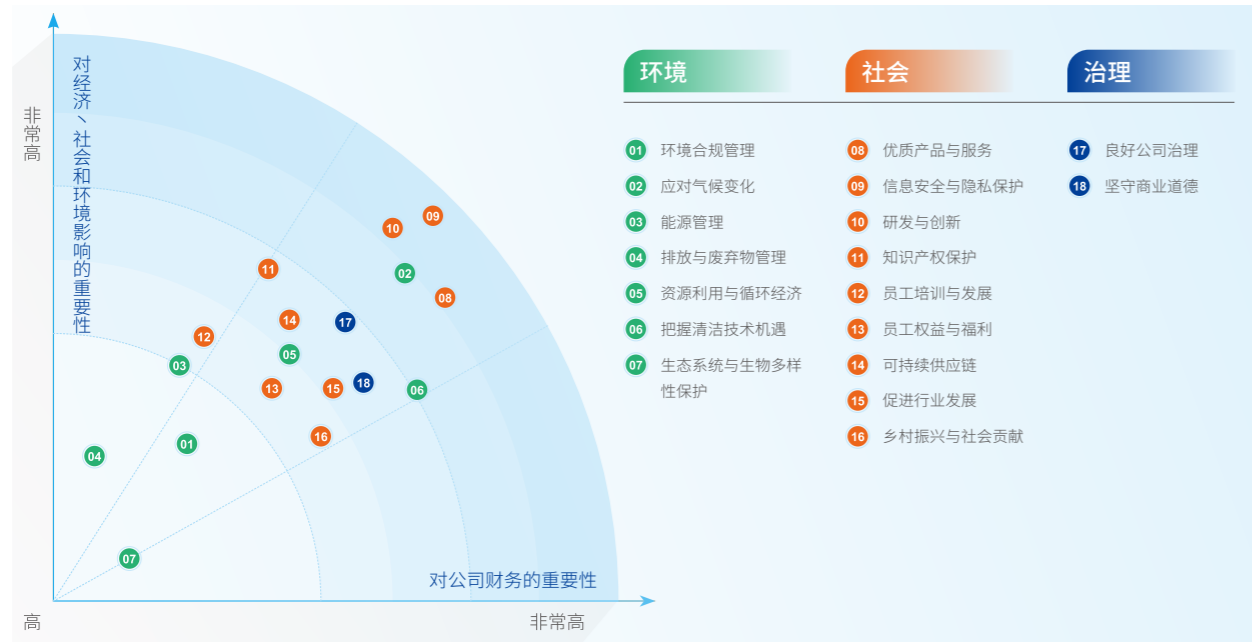 对经济、社会和环境影响的重要性
非常高
高
对公司财务的重要性
非常高
09
10
02
11
08
14
17
12
05
03
18
13
15
06
16
01
04
07
环境
01 环境合规管理
02 应对气候变化
03 能源管理
04 排放与废弃物管理
05 资源利用与循环经济
06 把握清洁技术机遇
07 生态系统与生物多样
性保护
社会
08 优质产品与服务
09 信息安全与隐私保护
10 研发与创新
11 知识产权保护
12 员工培训与发展
13 员工权益与福利
14 可持续供应链
15 促进行业发展
16 乡村振兴与社会贡献
治理
17 良好公司治理
18 坚守商业道德